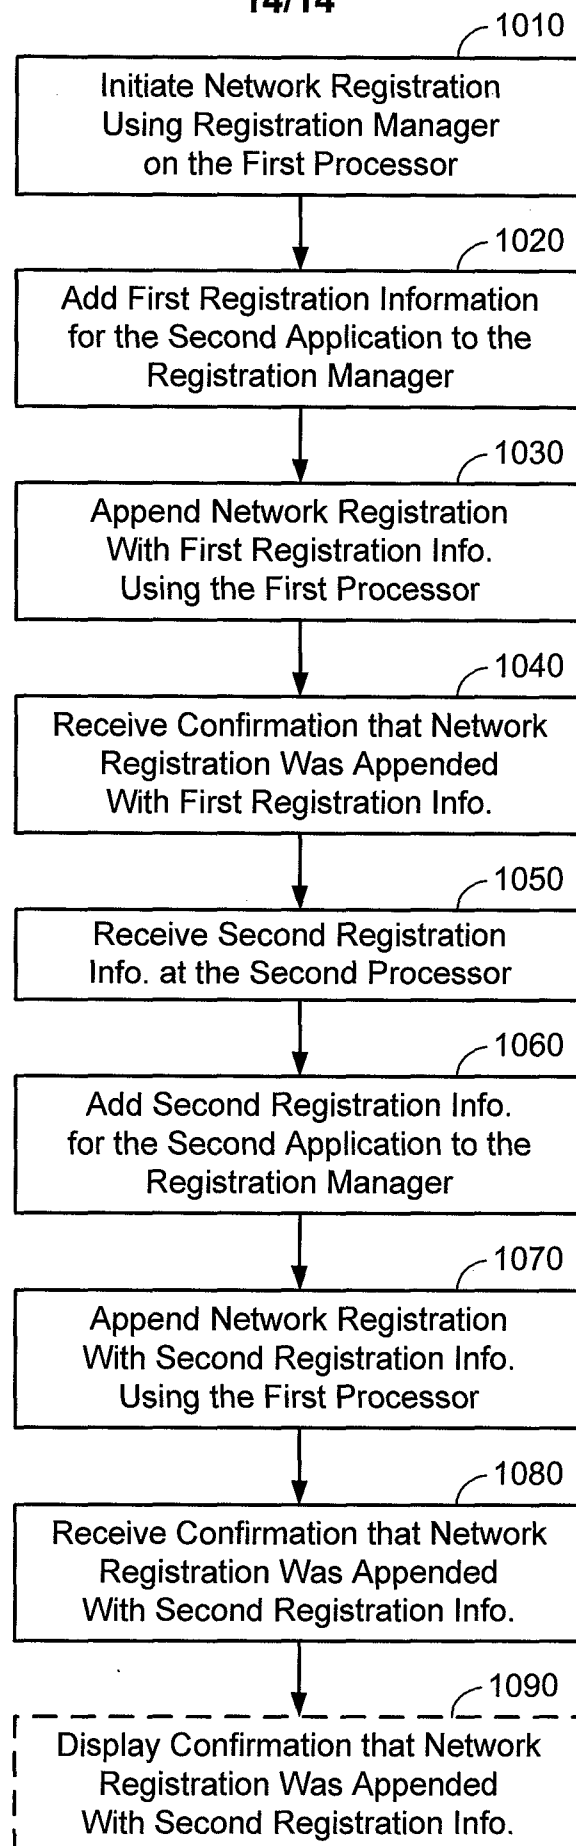 14/14
1010
Initiate Network Registration
Using Registration Manager
on the First Processor
1020
Add First Registration Information
for the Second Application to the
Registration Manager
1030
Append Network Registration
With First Registration Info.
Using the First Processor
1040
Receive Confirmation that Network
Registration Was Appended
With First Registration Info.
1050
Receive Second Registration
Info. at the Second Processor
1060
Add Second Registration Info.
for the Second Application to the
Registration Manager
1070
Append Network Registration
With Second Registration Info.
Using the First Processor
1080
Receive Confirmation that Network
Registration Was Appended
With Second Registration Info.
1090
Display Confirmation that Network
Registration Was Appended
With Second Registration Info.